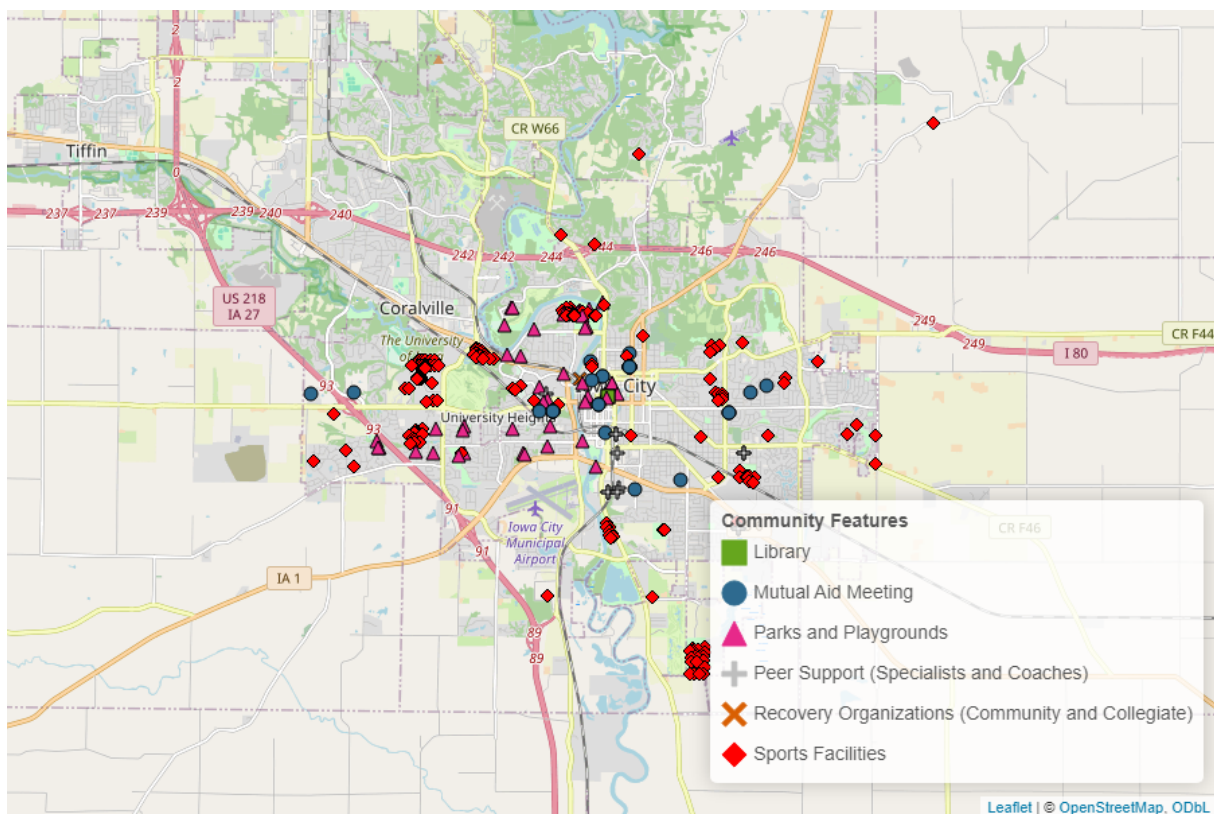 2
2
CR W66
Tiffin
0
237
237
239
239
240
240
242
242
244
246
246
US 218
IA 27
Coralville
249
CR F44
The University
I 80
249
93
City
University Heights
93
91
Iowa City
Municipal
Airport
91
CR F46
IA 1
89
89
Community Features
Library
Mutual Aid Meeting
Parks and Playgrounds
Peer Support (Specialists and Coaches)
Recovery Organizations (Community and Collegiate)
Sports Facilities
Leaflet | © OpenStreetMap, ODbL